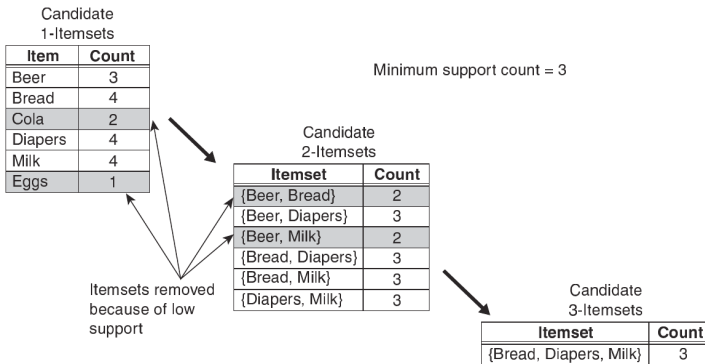 Candidate
1-Itemsets
Item Count
Beer 3
Bread 4
Cola 2
Diapers 4
Milk 4
Eggs 1
Minimum support count = 3
Candidate
2-Itemsets
Itemset Count
{Beer, Bread} 2
{Beer, Diapers} 3
{Beer, Milk} 2
{Bread, Diapers} 3
{Bread, Milk} 3
{Diapers, Milk} 3
Itemsets removed
because of low
support
Candidate
3-Itemsets
Itemset Count
{Bread, Diapers, Milk} 3